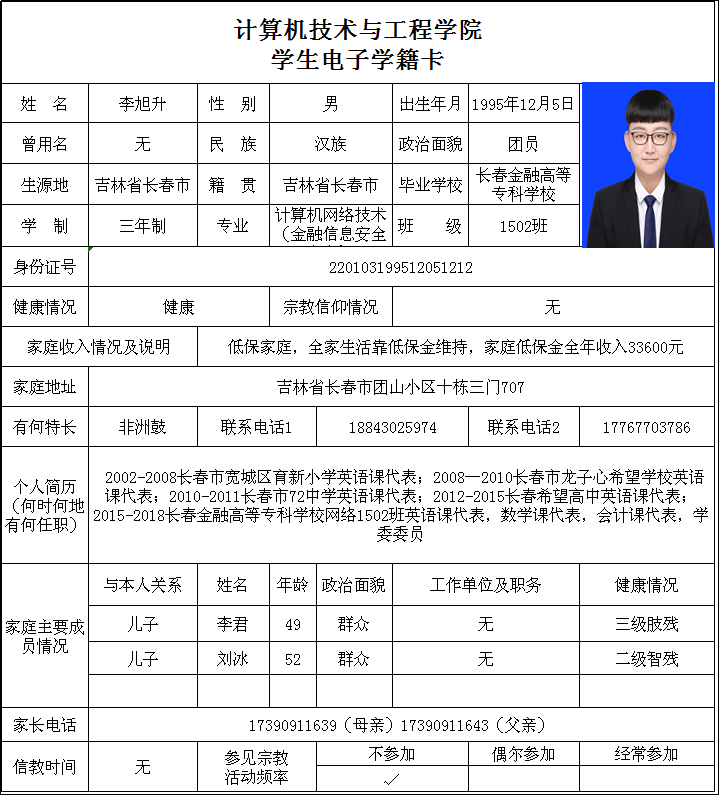 计算机技术与工程学院
学生电子学籍卡
姓 名 李旭升 性 别 男 出生年月 1995年12月5日
曾用名 无 民 族 汉族 政治面貌 团员
生源地 吉林省长春市 籍 贯 吉林省长春市 毕业学校 长春金融高等
专科学校
学 制 三年制 专业 计算机网络技术
（金融信息安全 班 级 1502班
身份证号 220103199512051212
健康情况 健康 宗教信仰情况 无
家庭收入情况及说明 低保家庭，全家生活靠低保金维持，家庭低保金全年收入33600元
家庭地址 吉林省长春市团山小区十栋三门707
有何特长 非洲鼓 联系电话1 18843025974 联系电话2 17767703786
个人简历
（何时何地
有何任职）
2002-2008长春市宽城区育新小学英语课代表；2008—2010长春市龙子心希望学校英语
课代表；2010-2011长春市72中学英语课代表；2012-2015长春希望高中英语课代表；
2015-2018长春金融高等专科学校网络1502班英语课代表，数学课代表，会计课代表，学
委委员
家庭主要成
员情况
与本人关系 姓名 年龄 政治面貌 工作单位及职务 健康情况
儿子 李君 49 群众 无 三级肢残
儿子 刘冰 52 群众 无 二级智残
家长电话 17390911639（母亲）17390911643（父亲）
信教时间 无 参见宗教
活动频率 不参加 偶尔参加 经常参加
✓